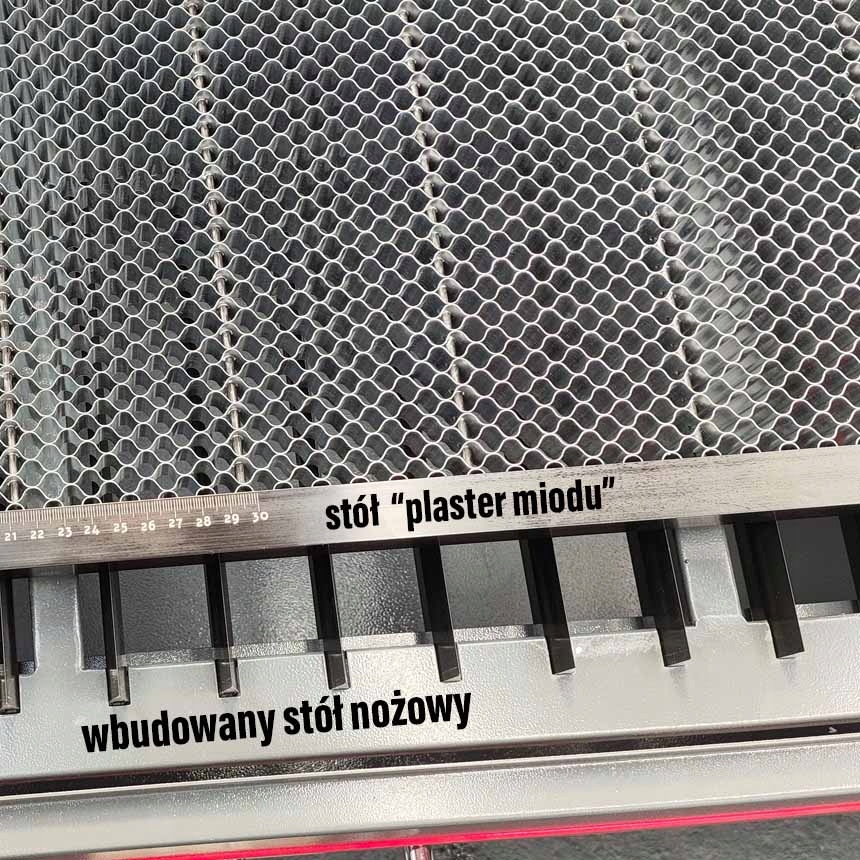 stół “plaster miodu”
21 22 23 24 25 26 27 28 29 30
wbudowany stół nożowy